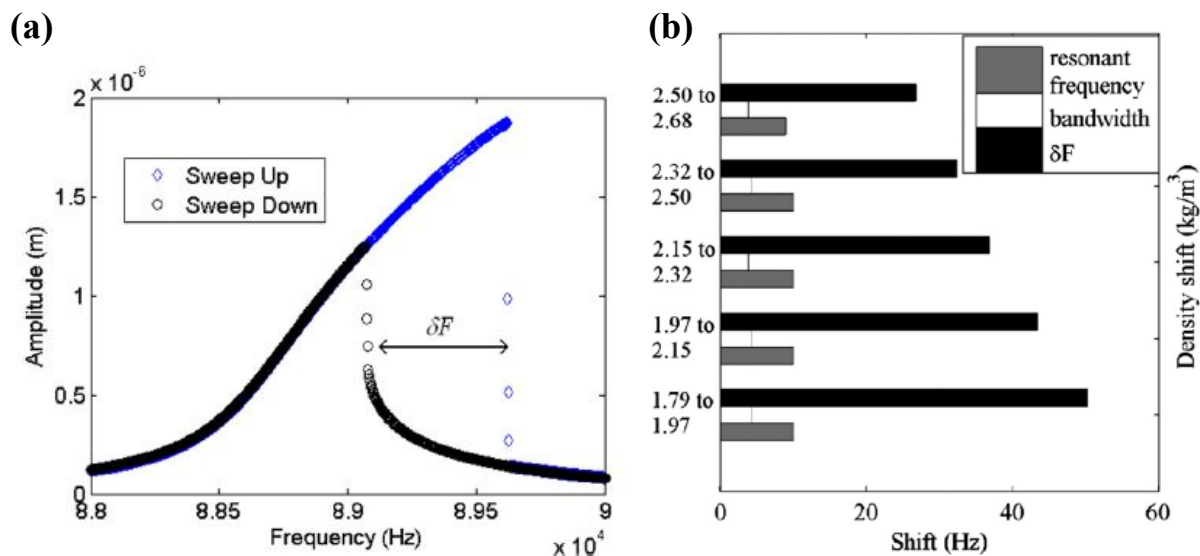 (a)
x 10⁻⁶
2
1.5
1
0.5
0
Amplitude (m)
Sweep Up
Sweep Down
δF
8.8
8.85
8.9
8.95
9
Frequency (Hz)
x 10⁴
(b)
resonant
frequency
bandwidth
δF
2.50 to
2.68
2.32 to
2.50
2.15 to
2.32
1.97 to
2.15
1.79 to
1.97
Density shift (kg/m³)
0
20
40
60
Shift (Hz)